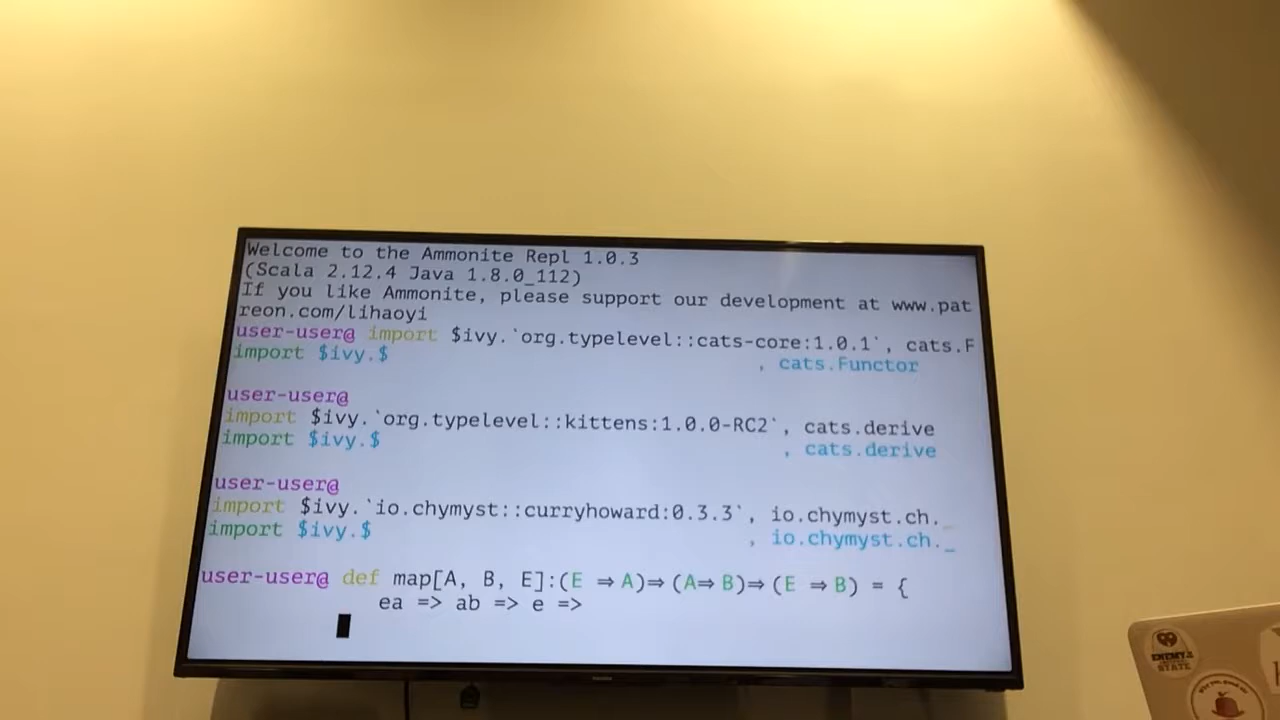 Welcome to the Ammonite Repl 1.0.3
(Scala 2.12.4 Java 1.8.0_112)
If you like Ammonite, please support our development at www.pat
reon.com/lihaoyi
user-user@ import $ivy.`org.typelevel::cats-core:1.0.1`, cats.F
import $ivy.$ , cats.Functor
user-user@
import $ivy.`org.typelevel::kittens:1.0.0-RC2`, cats.derive
import $ivy.$ , cats.derive
user-user@
import $ivy.`io.chymyst::curryhoward:0.3.3`, io.chymyst.ch._
import $ivy.$ , io.chymyst.ch._
user-user@ def map[A, B, E]:(E ⇒ A)⇒ (A⇒ B)⇒ (E ⇒ B) = {
ea => ab => e =>
ENEMY
STATE